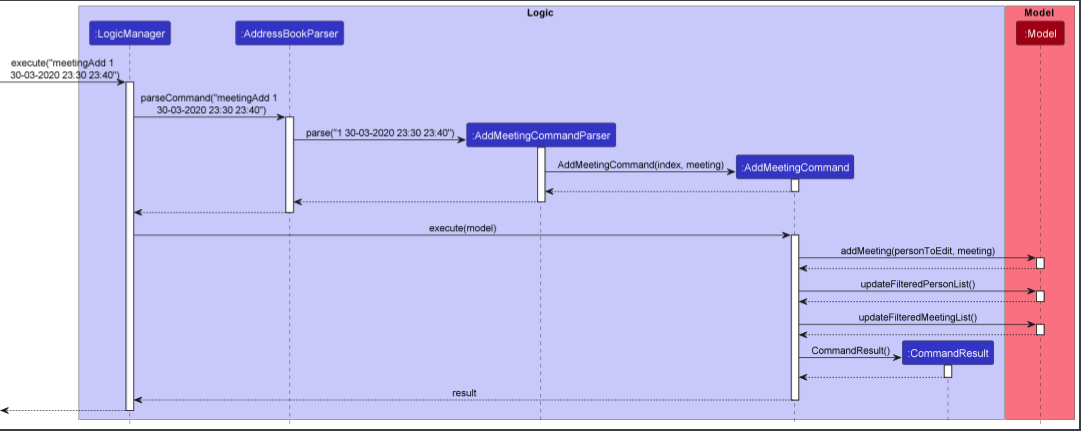 Logic
Model
:LogicManager
:AddressBookParser
:Model
execute("meetingAdd 1
30-03-2020 23:30 23:40")
parseCommand("meetingAdd 1
30-03-2020 23:30 23:40")
parse("1 30-03-2020 23:30 23:40")
:AddMeetingCommandParser
AddMeetingCommand(index, meeting)
:AddMeetingCommand
execute(model)
addMeeting(personToEdit, meeting)
updateFilteredPersonList()
updateFilteredMeetingList()
CommandResult()
:CommandResult
result